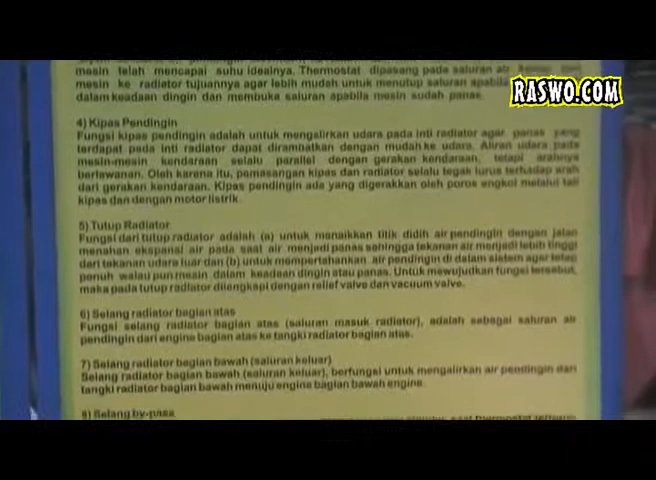 mesin telah mencapai suhu idealnya. Thermostat dipasang pada saluran air
mesin ke radiator tujuannya agar lebih mudah untuk menutup saluran apabila
dalam keadaan dingin dan membuka saluran apabila mesin sudah panas.
RASWO.COM
4) Kipas Pendingin
Fungsi kipas pendingin adalah untuk mengalirkan udara pada inti radiator agar panas yang
terdapat pada inti radiator dapat dirambatkan dengan mudah ke udara. Aliran udara pada
mesin-mesin kendaraan selalu parallel dengan gerakan kendaraan, tetapi arahnya
berlawanan. Oleh karena itu, pemasangan kipas dan radiator selalu tegak lurus terhadap arah
dari gerakan kendaraan. Kipas pendingin ada yang digerakkan oleh poros engkol melalui tali
kipas dan dengan motor listrik.
5) Tutup Radiator
Fungsi dari tutup radiator adalah (a) untuk menaikkan titik didih air pendingin dengan jalan
menahan ekspansi air pada saat air menjadi panas sehingga tekanan air menjadi lebih tinggi
dari tekanan udara luar dan (b) untuk mempertahankan air pendingin di dalam sistem agar tetap
penuh walau pun mesin dalam keadaan dingin atau panas. Untuk mewujudkan fungsi tersebut,
maka pada tutup radiator dilengkapi dengan relief valve dan vacuum valve.
6) Selang radiator bagian atas
Fungsi selang radiator bagian atas (saluran masuk radiator), adalah sebagai saluran air
pendingin dari engine bagian atas ke tangki radiator bagian atas.
7) Selang radiator bagian bawah (saluran keluar)
Selang radiator bagian bawah (saluran keluar), berfungsi untuk mengalirkan air pendingin dari
tangki radiator bagian bawah menuju engine bagian bawah engine.
8) Selang by-pass